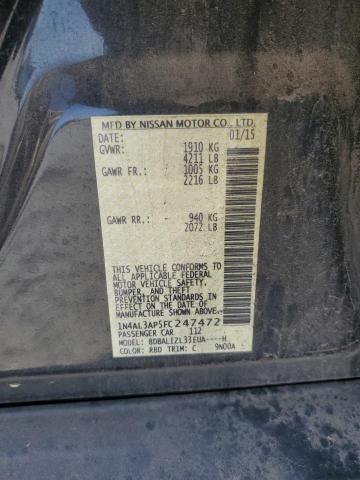 MFD BY NISSAN MOTOR CO., LTD.
DATE: 01/15
GVWR: 1910 KG
4211 LB
GAWR FR.: 1005 KG
2216 LB
GAWR RR.: 940 KG
2072 LB
THIS VEHICLE CONFORMS TO
ALL APPLICABLE FEDERAL
MOTOR VEHICLE SAFETY,
BUMPER, AND THEFT
PREVENTION STANDARDS IN
EFFECT ON THE DATE OF
MANUFACTURE SHOWN ABOVE.
1N4AL3AP5FC247472
PASSENGER CAR 112
MODEL: BDBALIZL33EUA----H
COLOR: RBD TRIM: C 9N00A